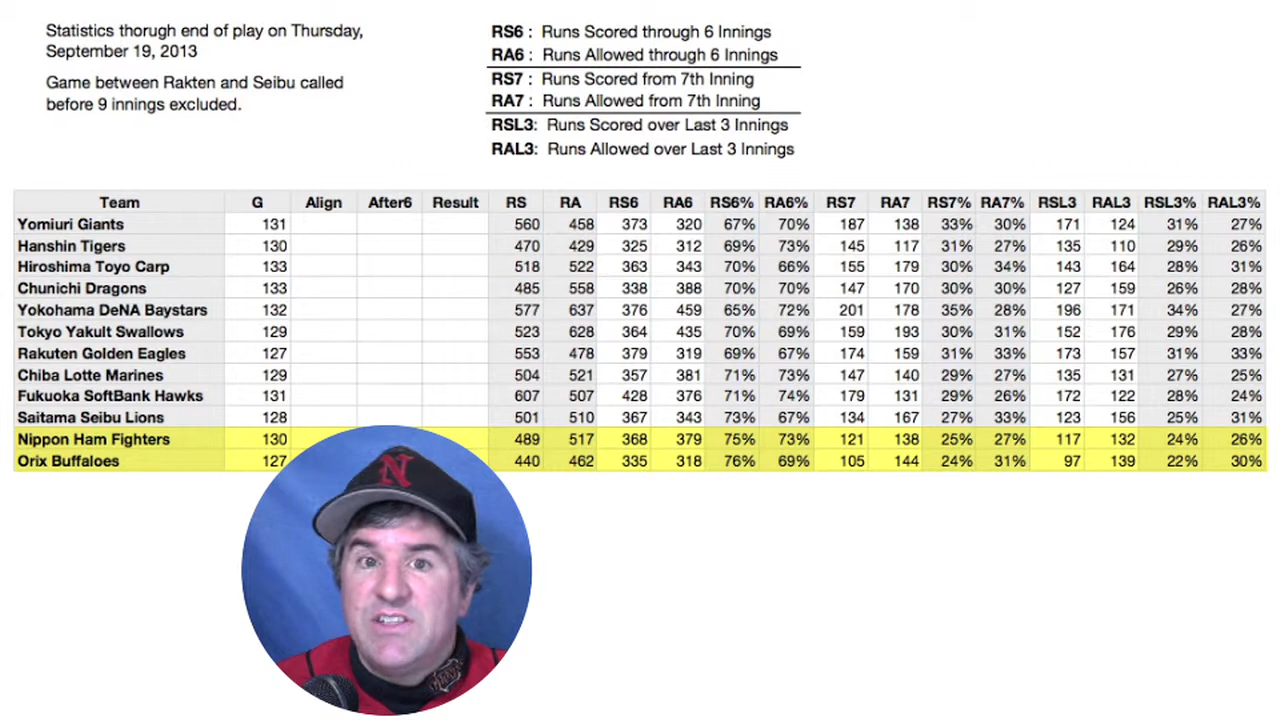 Statistics thorugh end of play on Thursday,
September 19, 2013
Game between Rakten and Seibu called
before 9 innings excluded.
RS6 : Runs Scored through 6 Innings
RA6 : Runs Allowed through 6 Innings
RS7 : Runs Scored from 7th Inning
RA7 : Runs Allowed from 7th Inning
RSL3: Runs Scored over Last 3 Innings
RAL3: Runs Allowed over Last 3 Innings
Team G Align After6 Result RS RA RS6 RA6 RS6% RA6% RS7 RA7 RS7% RA7% RSL3 RAL3 RSL3% RAL3%
Yomiuri Giants 131 560 458 373 320 67% 70% 187 138 33% 30% 171 124 31% 27%
Hanshin Tigers 130 470 429 325 312 69% 73% 145 117 31% 27% 135 110 29% 26%
Hiroshima Toyo Carp 133 518 522 363 343 70% 66% 155 179 30% 34% 143 164 28% 31%
Chunichi Dragons 133 485 558 338 388 70% 70% 147 170 30% 30% 127 159 26% 28%
Yokohama DeNA Baystars 132 577 637 376 459 65% 72% 201 178 35% 28% 196 171 34% 27%
Tokyo Yakult Swallows 129 523 628 364 435 70% 69% 159 193 30% 31% 152 176 29% 28%
Rakuten Golden Eagles 127 553 478 379 319 69% 67% 174 159 31% 33% 173 157 31% 33%
Chiba Lotte Marines 129 504 521 357 381 71% 73% 147 140 29% 27% 135 131 27% 25%
Fukuoka SoftBank Hawks 131 607 507 428 376 71% 74% 179 131 29% 26% 172 122 28% 24%
Saitama Seibu Lions 128 501 510 367 343 73% 67% 134 167 27% 33% 123 156 25% 31%
Nippon Ham Fighters 130 489 517 368 379 75% 73% 121 138 25% 27% 117 132 24% 26%
Orix Buffaloes 127 440 462 335 318 76% 69% 105 144 24% 31% 97 139 22% 30%
N